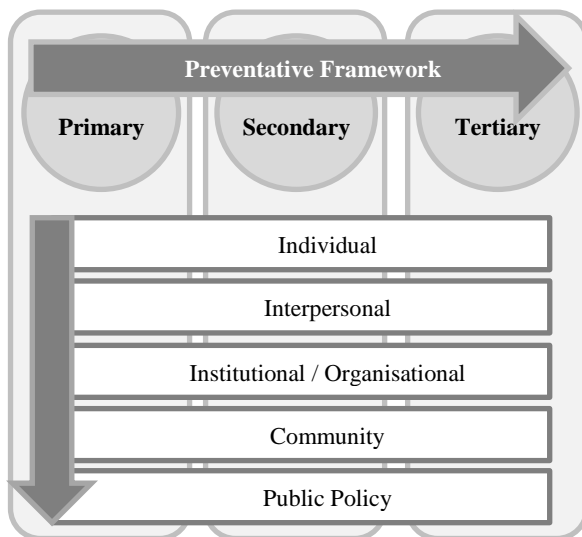 Preventative Framework
Primary Secondary Tertiary
Individual
Interpersonal
Institutional / Organisational
Community
Public Policy